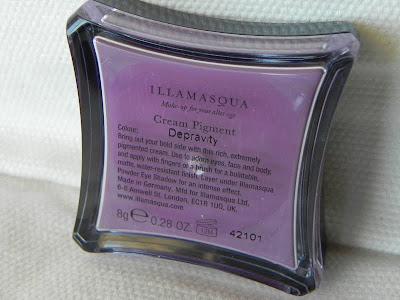 ILLAMASQUA
Make-up for your alter ego
Cream Pigment
Colour: Depravity
Bring out your bold side with this rich, extremely
pigmented cream. Use to adorn eyes, face and body,
and apply with fingers or a brush for a buildable,
matte, water-resistant finish. Layer under Illamasqua
Powder Eye Shadow for an intense effect.
Made in Germany. Mfd for Illamasqua Ltd,
6-8 Amwell St. London, EC1R 1UQ, UK.
www.illamasqua.com
8g℮ 0.28 OZ.
42101